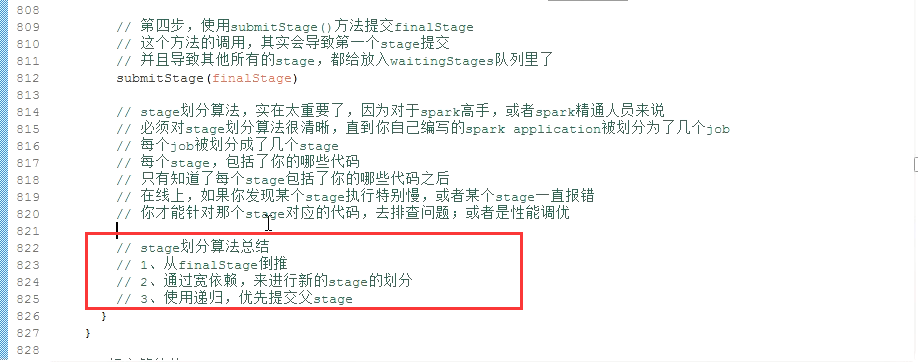 808
809 // 第四步，使用submitStage()方法提交finalStage
810 // 这个方法的调用，其实会导致第一个stage提交
811 // 并且导致其他所有的stage，都给放入waitingStages队列里了
812 submitStage(finalStage)
813
814 // stage划分算法，实在太重要了，因为对于spark高手，或者spark精通人员来说
815 // 必须对stage划分算法很清晰，直到你自己编写的spark application被划分为了几个job
816 // 每个job被划分成了几个stage
817 // 每个stage，包括了你的哪些代码
818 // 只有知道了每个stage包括了你的哪些代码之后
819 // 在线上，如果你发现某个stage执行特别慢，或者某个stage一直报错
820 // 你才能针对那个stage对应的代码，去排查问题；或者是性能调优
821
822 // stage划分算法总结
823 // 1、从finalStage倒推
824 // 2、通过宽依赖，来进行新的stage的划分
825 // 3、使用递归，优先提交父stage
826 }
827 }
828